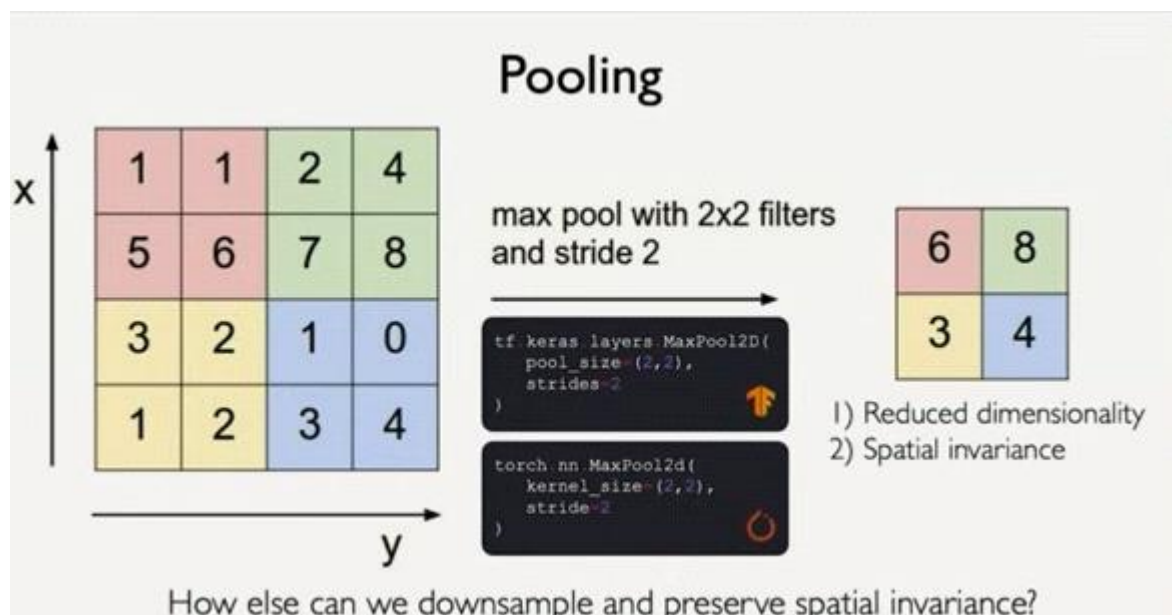 Pooling
x
1 1 2 4
5 6 7 8
3 2 1 0
1 2 3 4
y
max pool with 2x2 filters
and stride 2
tf.keras.layers.MaxPool2D(
pool_size=(2,2),
strides=2
)
torch.nn.MaxPool2d(
kernel_size=(2,2),
stride=2
)
6 8
3 4
1) Reduced dimensionality
2) Spatial invariance
How else can we downsample and preserve spatial invariance?